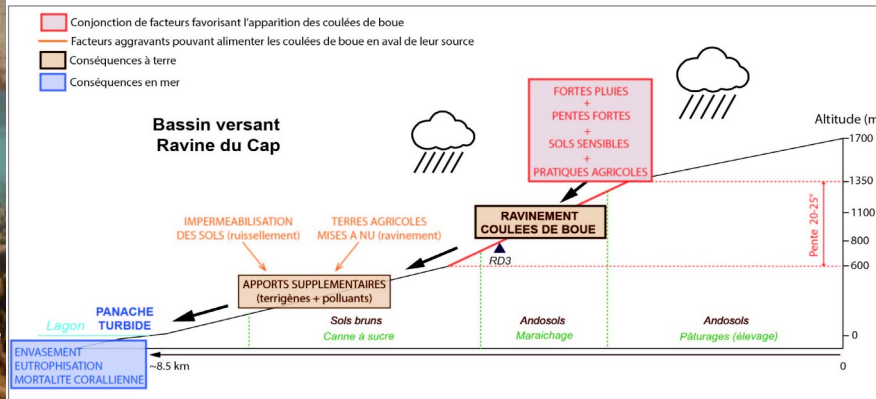 Conjonction de facteurs favorisant l'apparition des coulées de boue
Facteurs aggravants pouvant alimenter les coulées de boue en aval de leur source
Conséquences à terre
Conséquences en mer
Bassin versant
Ravine du Cap
FORTES PLUIES
+
PENTES FORTES
+
SOLS SENSIBLES
+
PRATIQUES AGRICOLES
Altitude (m
1700
1350
1100
800
600
0
Pente 20-25°
IMPERMEABILISATION
DES SOLS (ruissellement)
TERRES AGRICOLES
MISES A NU (ravinement)
RAVINEMENT
COULEES DE BOUE
RD3
APPORTS SUPPLEMENTAIRES
(terrigènes + polluants)
PANACHE
TURBIDE
Lagon
Sols bruns
Canne à sucre
Andosols
Maraichage
Andosols
Pâturages (élevage)
ENVASEMENT
EUTROPHISATION
MORTALITE CORALLIENNE
~8.5 km
0